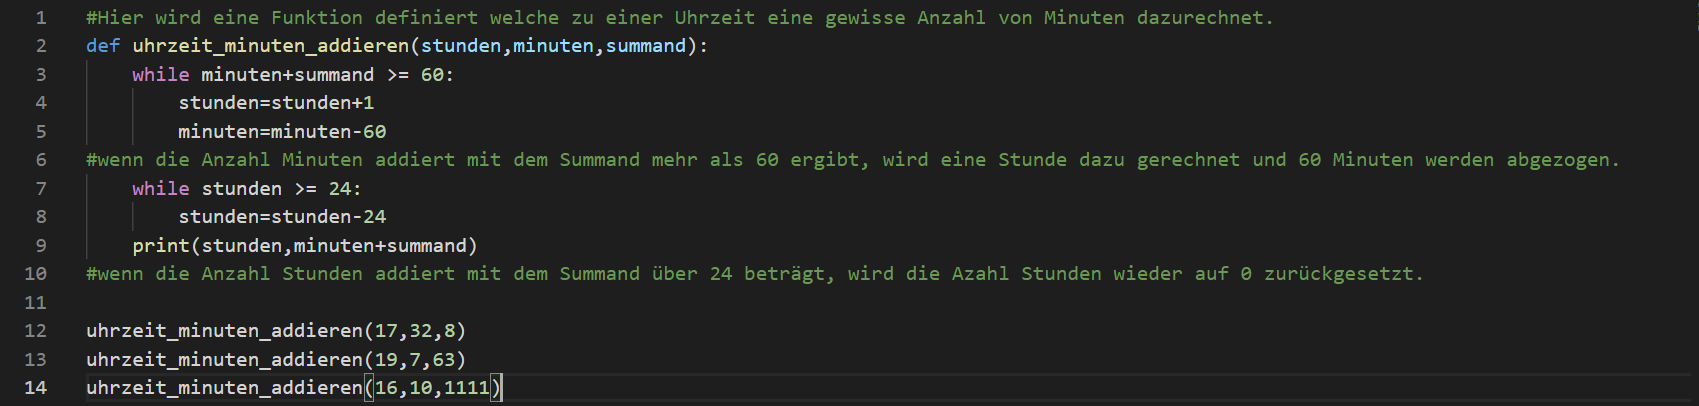 1 #Hier wird eine Funktion definiert welche zu einer Uhrzeit eine gewisse Anzahl von Minuten dazurechnet.
2 def uhrzeit_minuten_addieren(stunden,minuten,summand):
3     while minuten+summand >= 60:
4         stunden=stunden+1
5         minuten=minuten-60
6 #wenn die Anzahl Minuten addiert mit dem Summand mehr als 60 ergibt, wird eine Stunde dazu gerechnet und 60 Minuten werden abgezogen.
7     while stunden >= 24:
8         stunden=stunden-24
9     print(stunden,minuten+summand)
10 #wenn die Anzahl Stunden addiert mit dem Summand über 24 beträgt, wird die Azahl Stunden wieder auf 0 zurückgesetzt.
11
12 uhrzeit_minuten_addieren(17,32,8)
13 uhrzeit_minuten_addieren(19,7,63)
14 uhrzeit_minuten_addieren(16,10,1111)